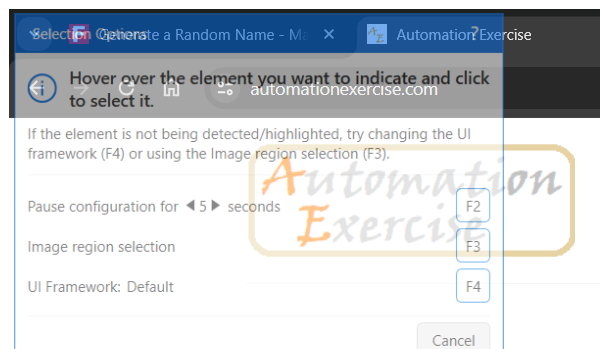 Selection Options
Generate a Random Name - Ma
Automation Exercise
?
Hover over the element you want to indicate and click
to select it.
automationexercise.com
If the element is not being detected/highlighted, try changing the UI
framework (F4) or using the Image region selection (F3).
Automation
Exercise
Pause configuration for 5 seconds
F2
Image region selection
F3
UI Framework: Default
F4
Cancel